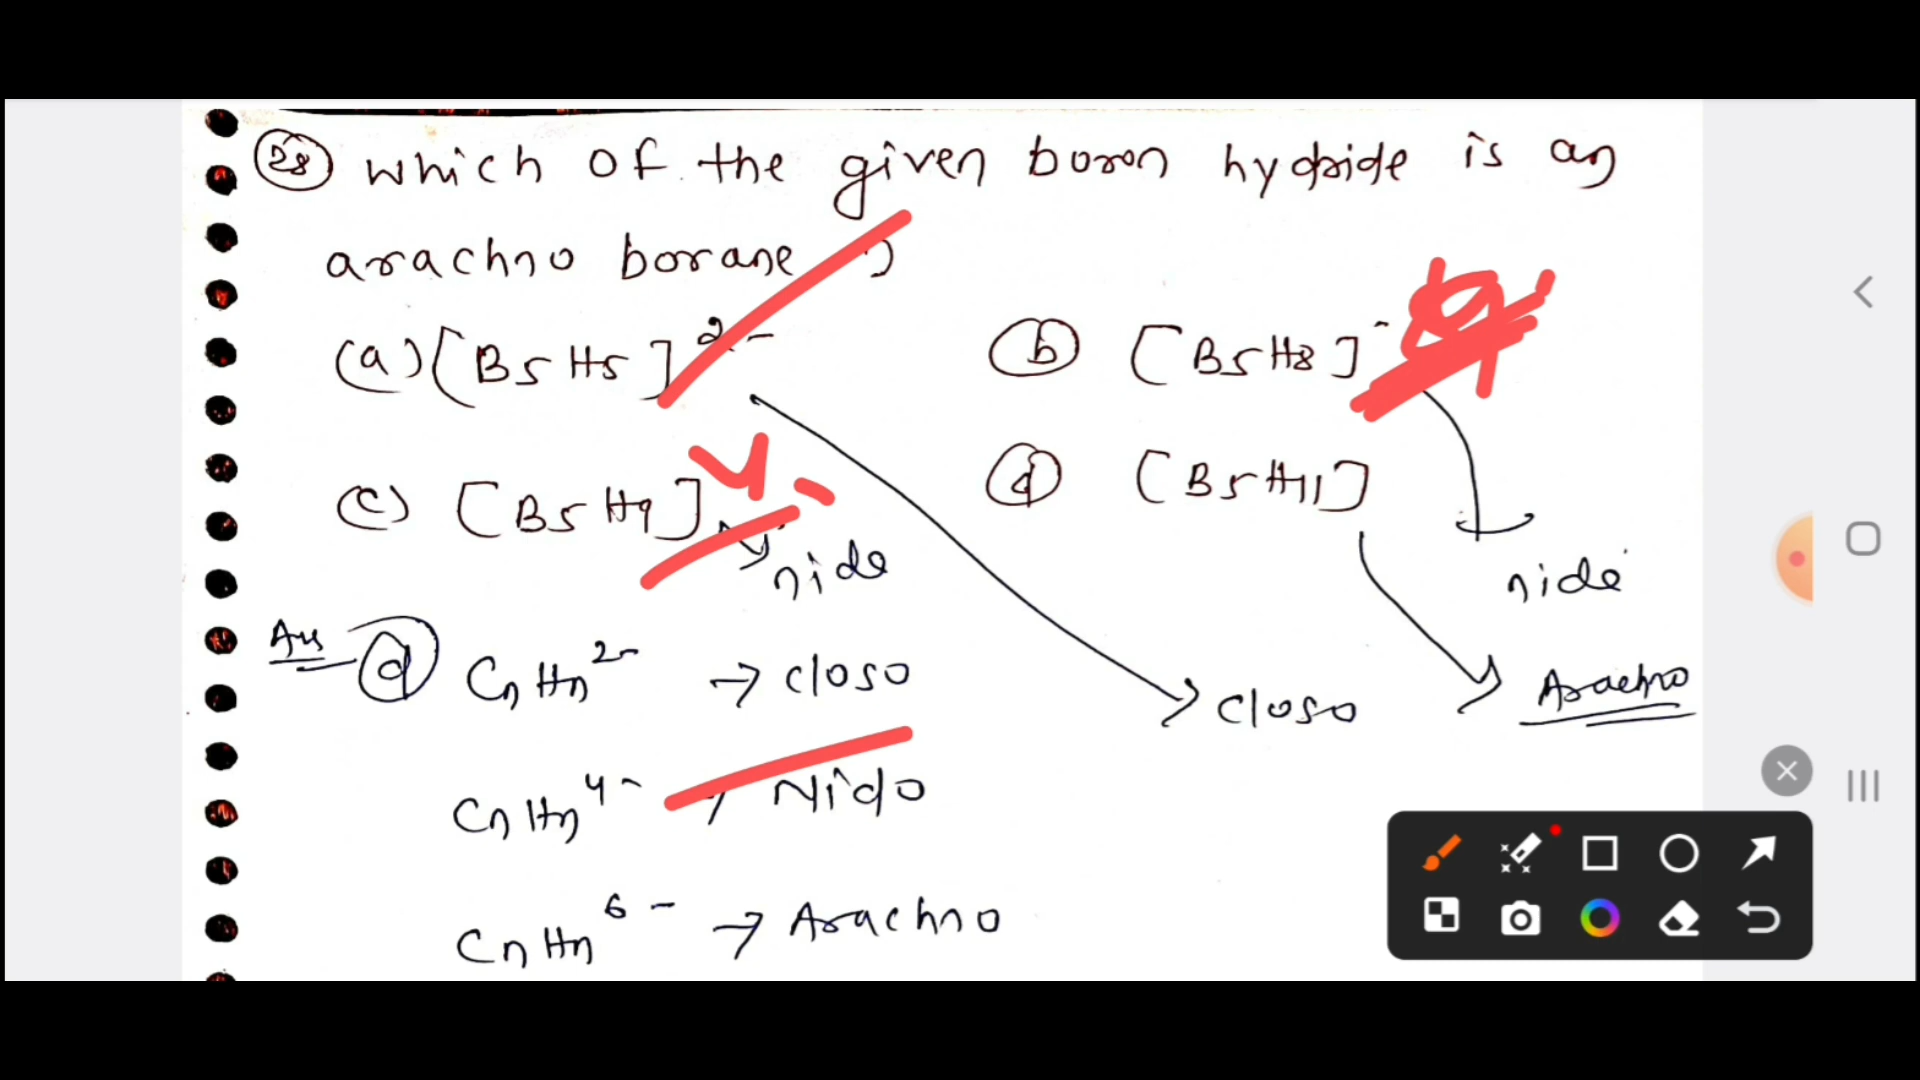 28 which of the given boron hydride is an
arachno borane ?
(a) [B5H5]2-
(b) [B5H8]-
(c) [B5H9]
4-
(d) [B5H11]
nido
nido
Ans (d) CnHn2- → closo
closo
Arachno
CnHn4- → Nido
CnHn6- → Arachno